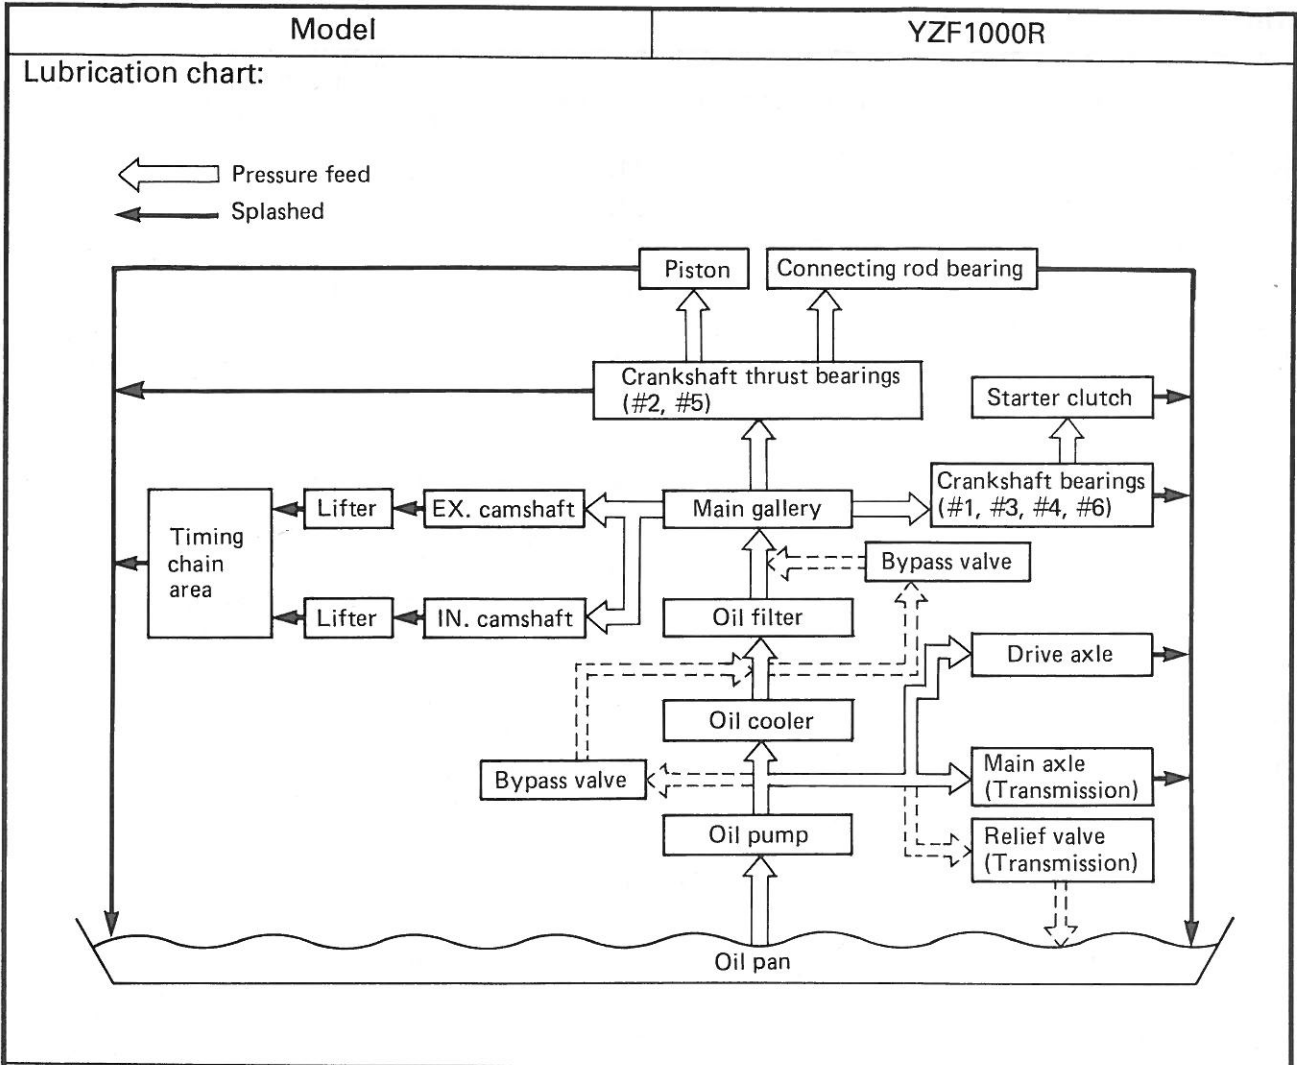 Model
YZF1000R
Lubrication chart:
Pressure feed
Splashed
Piston
Connecting rod bearing
Crankshaft thrust bearings
(#2, #5)
Starter clutch
Crankshaft bearings
(#1, #3, #4, #6)
Lifter
EX. camshaft
Main gallery
Timing
chain
area
Bypass valve
Lifter
IN. camshaft
Oil filter
Drive axle
Oil cooler
Bypass valve
Main axle
(Transmission)
Oil pump
Relief valve
(Transmission)
Oil pan